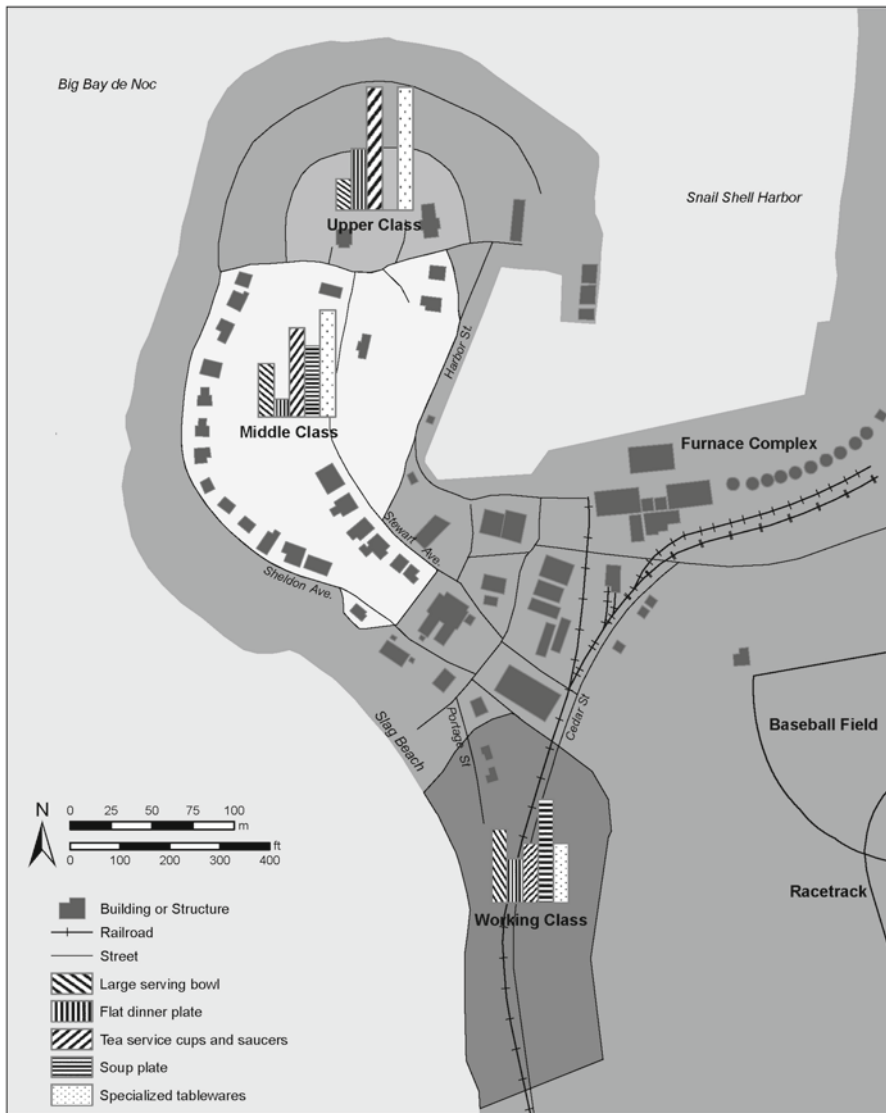 Big Bay de Noc
Snail Shell Harbor
Upper Class
Harbor St.
Middle Class
Furnace Complex
Stewart Ave.
Sheldon Ave.
Slag Beach
Portage St
Cedar St
Baseball Field
Racetrack
Working Class
N
0 25 50 75 100
m
ft
0 100 200 300 400
Building or Structure
Railroad
Street
Large serving bowl
Flat dinner plate
Tea service cups and saucers
Soup plate
Specialized tablewares